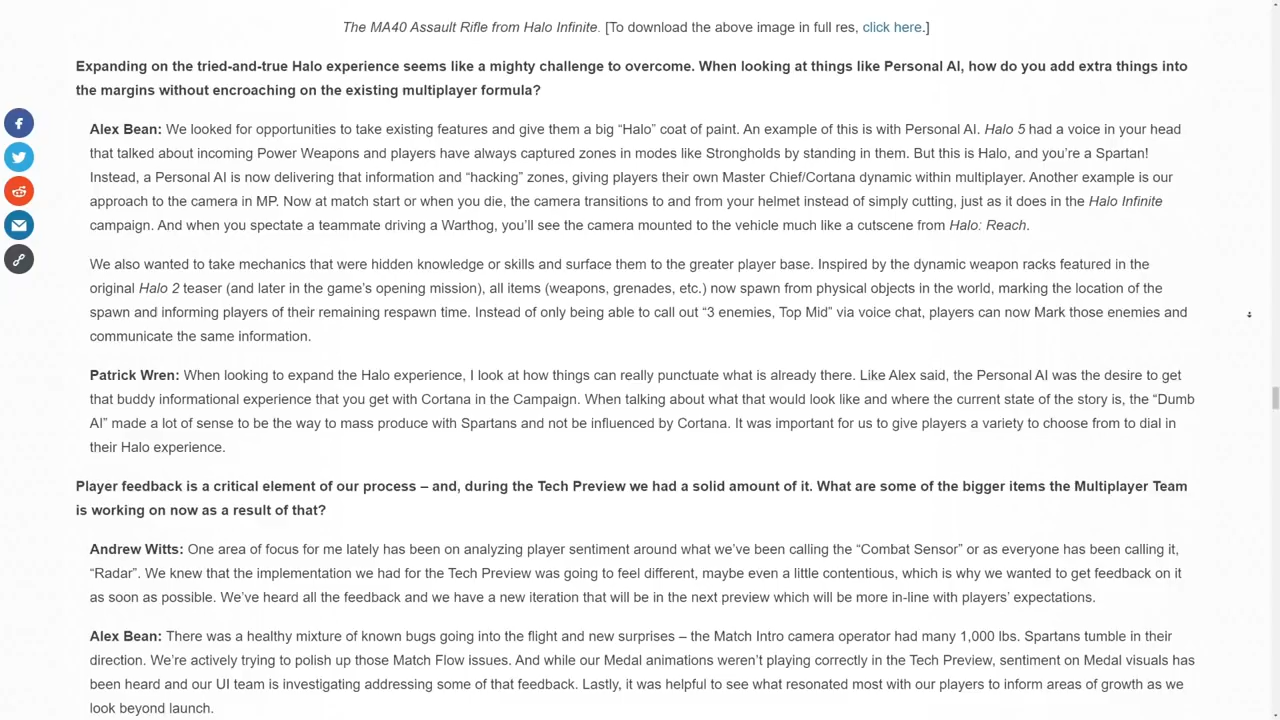 The MA40 Assault Rifle from Halo Infinite. [To download the above image in full res, click here.]
Expanding on the tried-and-true Halo experience seems like a mighty challenge to overcome. When looking at things like Personal AI, how do you add extra things into
the margins without encroaching on the existing multiplayer formula?
Alex Bean: We looked for opportunities to take existing features and give them a big “Halo” coat of paint. An example of this is with Personal AI. Halo 5 had a voice in your head
that talked about incoming Power Weapons and players have always captured zones in modes like Strongholds by standing in them. But this is Halo, and you’re a Spartan!
Instead, a Personal AI is now delivering that information and “hacking” zones, giving players their own Master Chief/Cortana dynamic within multiplayer. Another example is our
approach to the camera in MP. Now at match start or when you die, the camera transitions to and from your helmet instead of simply cutting, just as it does in the Halo Infinite
campaign. And when you spectate a teammate driving a Warthog, you’ll see the camera mounted to the vehicle much like a cutscene from Halo: Reach.
We also wanted to take mechanics that were hidden knowledge or skills and surface them to the greater player base. Inspired by the dynamic weapon racks featured in the
original Halo 2 teaser (and later in the game’s opening mission), all items (weapons, grenades, etc.) now spawn from physical objects in the world, marking the location of the
spawn and informing players of their remaining respawn time. Instead of only being able to call out “3 enemies, Top Mid” via voice chat, players can now Mark those enemies and
communicate the same information.
Patrick Wren: When looking to expand the Halo experience, I look at how things can really punctuate what is already there. Like Alex said, the Personal AI was the desire to get
that buddy informational experience that you get with Cortana in the Campaign. When talking about what that would look like and where the current state of the story is, the “Dumb
AI” made a lot of sense to be the way to mass produce with Spartans and not be influenced by Cortana. It was important for us to give players a variety to choose from to dial in
their Halo experience.
Player feedback is a critical element of our process – and, during the Tech Preview we had a solid amount of it. What are some of the bigger items the Multiplayer Team
is working on now as a result of that?
Andrew Witts: One area of focus for me lately has been on analyzing player sentiment around what we’ve been calling the “Combat Sensor” or as everyone has been calling it,
“Radar”. We knew that the implementation we had for the Tech Preview was going to feel different, maybe even a little contentious, which is why we wanted to get feedback on it
as soon as possible. We’ve heard all the feedback and we have a new iteration that will be in the next preview which will be more in-line with players’ expectations.
Alex Bean: There was a healthy mixture of known bugs going into the flight and new surprises – the Match Intro camera operator had many 1,000 lbs. Spartans tumble in their
direction. We’re actively trying to polish up those Match Flow issues. And while our Medal animations weren’t playing correctly in the Tech Preview, sentiment on Medal visuals has
been heard and our UI team is investigating addressing some of that feedback. Lastly, it was helpful to see what resonated most with our players to inform areas of growth as we
look beyond launch.